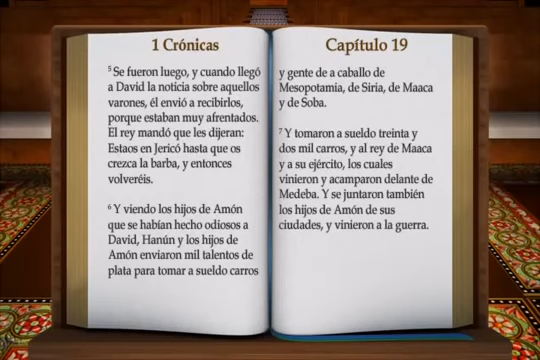 1 Crónicas
⁵ Se fueron luego, y cuando llegó
a David la noticia sobre aquellos
varones, él envió a recibirlos,
porque estaban muy afrentados.
El rey mandó que les dijeran:
Estaos en Jericó hasta que os
crezca la barba, y entonces
volveréis.
⁶ Y viendo los hijos de Amón
que se habían hecho odiosos a
David, Hanún y los hijos de
Amón enviaron mil talentos de
plata para tomar a sueldo carros
Capítulo 19
y gente de a caballo de
Mesopotamia, de Siria, de Maaca
y de Soba.
⁷ Y tomaron a sueldo treinta y
dos mil carros, y al rey de Maaca
y a su ejército, los cuales
vinieron y acamparon delante de
Medeba. Y se juntaron también
los hijos de Amón de sus
ciudades, y vinieron a la guerra.